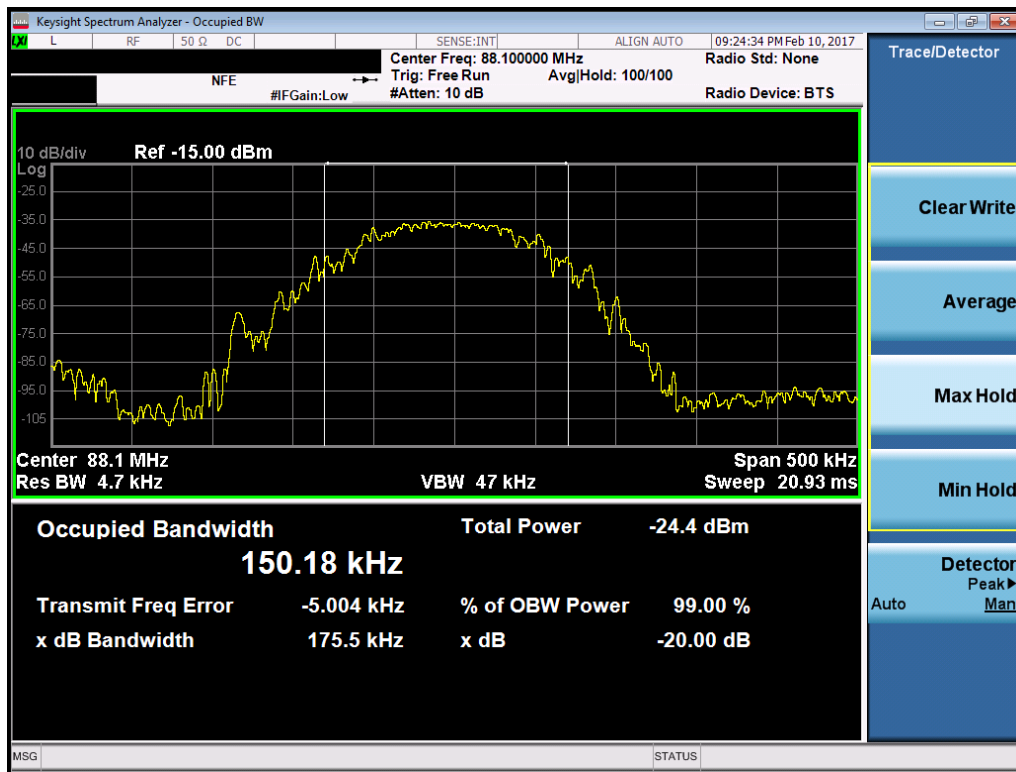 Keysight Spectrum Analyzer - Occupied BW
LXI L RF 50 Ω DC SENSE:INT ALIGN AUTO 09:24:34 PM Feb 10, 2017
Center Freq: 88.100000 MHz Radio Std: None
NFE Trig: Free Run Avg|Hold: 100/100
#IFGain:Low #Atten: 10 dB Radio Device: BTS
10 dB/div Ref -15.00 dBm
Log
-25.0
-35.0
-45.0
-55.0
-65.0
-75.0
-85.0
-95.0
-105
Center 88.1 MHz Span 500 kHz
Res BW 4.7 kHz VBW 47 kHz Sweep 20.93 ms
Occupied Bandwidth Total Power -24.4 dBm
150.18 kHz
Transmit Freq Error -5.004 kHz % of OBW Power 99.00 %
x dB Bandwidth 175.5 kHz x dB -20.00 dB
MSG STATUS
Trace/Detector
Clear Write
Average
Max Hold
Min Hold
Detector
Peak▶
Auto Man